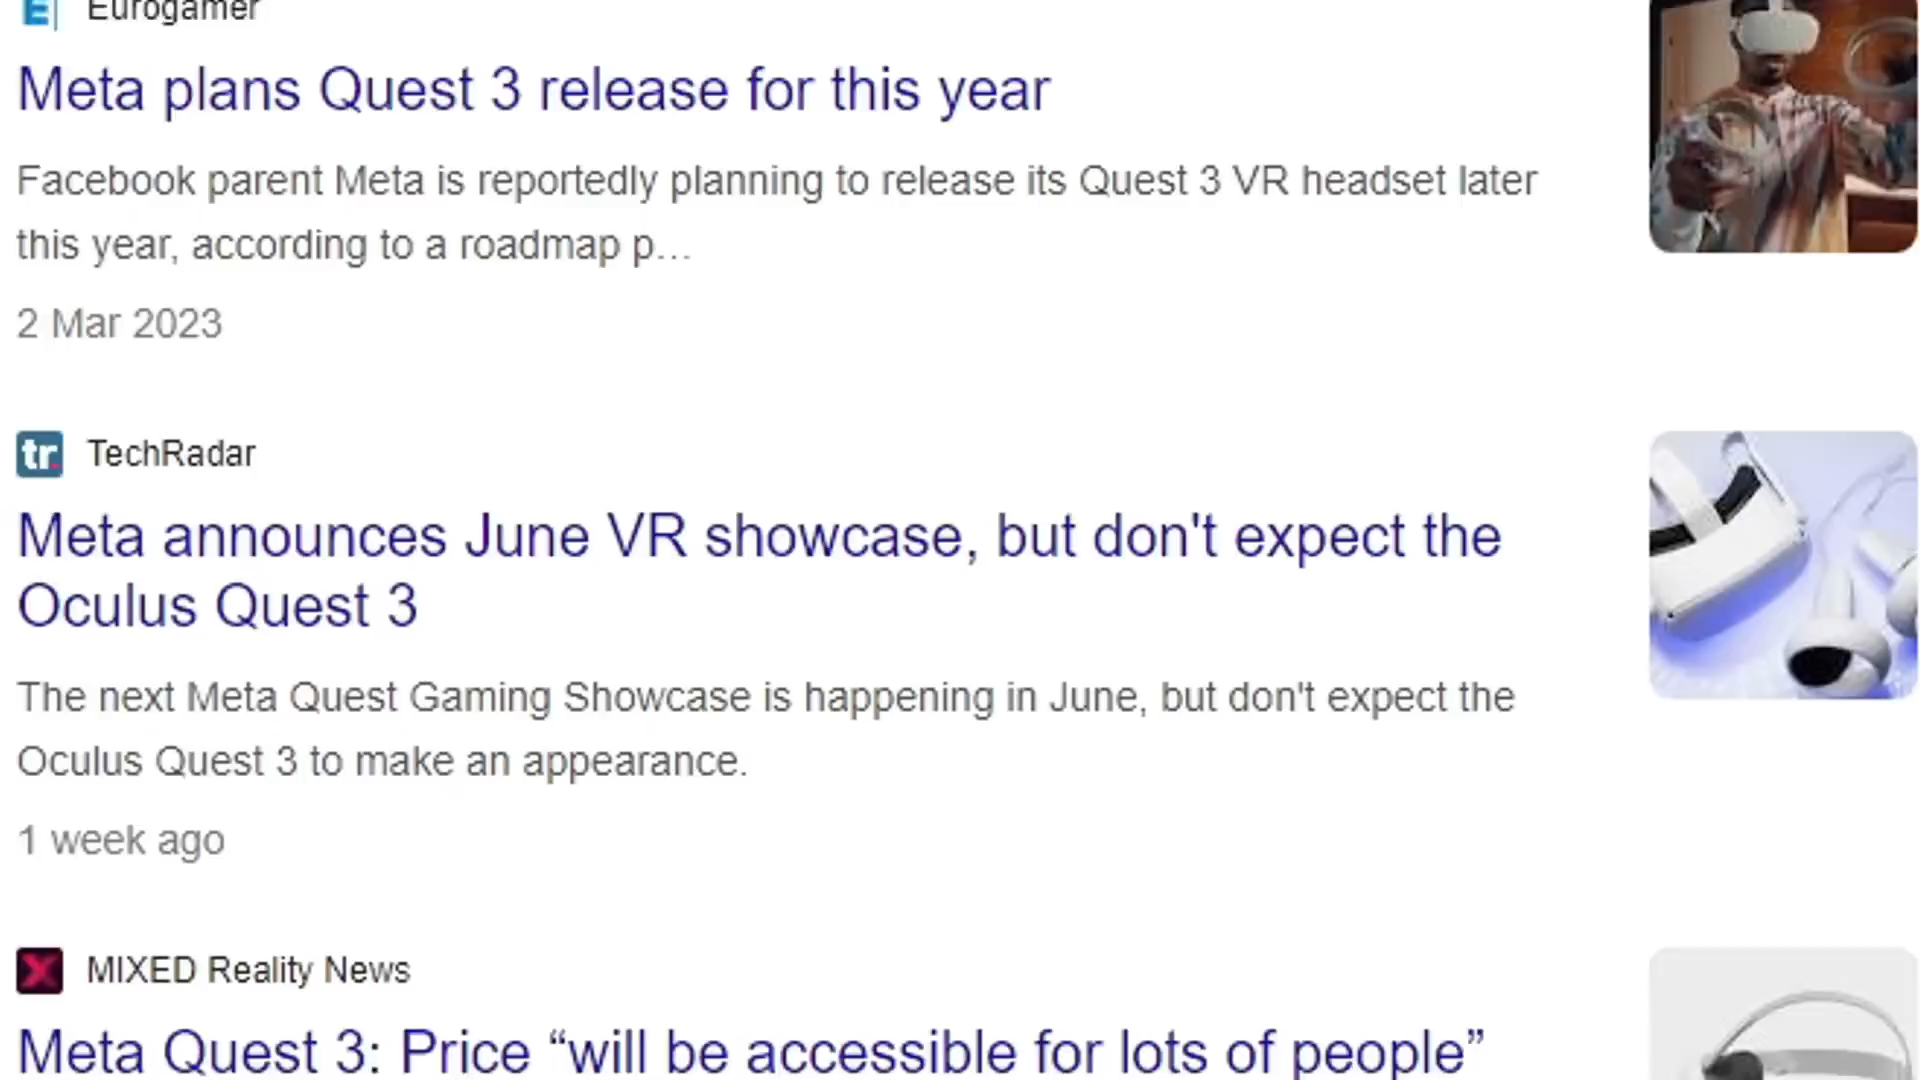 Eurogamer
Meta plans Quest 3 release for this year
Facebook parent Meta is reportedly planning to release its Quest 3 VR headset later
this year, according to a roadmap p...
2 Mar 2023
tr. TechRadar
Meta announces June VR showcase, but don't expect the
Oculus Quest 3
The next Meta Quest Gaming Showcase is happening in June, but don't expect the
Oculus Quest 3 to make an appearance.
1 week ago
MIXED Reality News
Meta Quest 3: Price “will be accessible for lots of people”